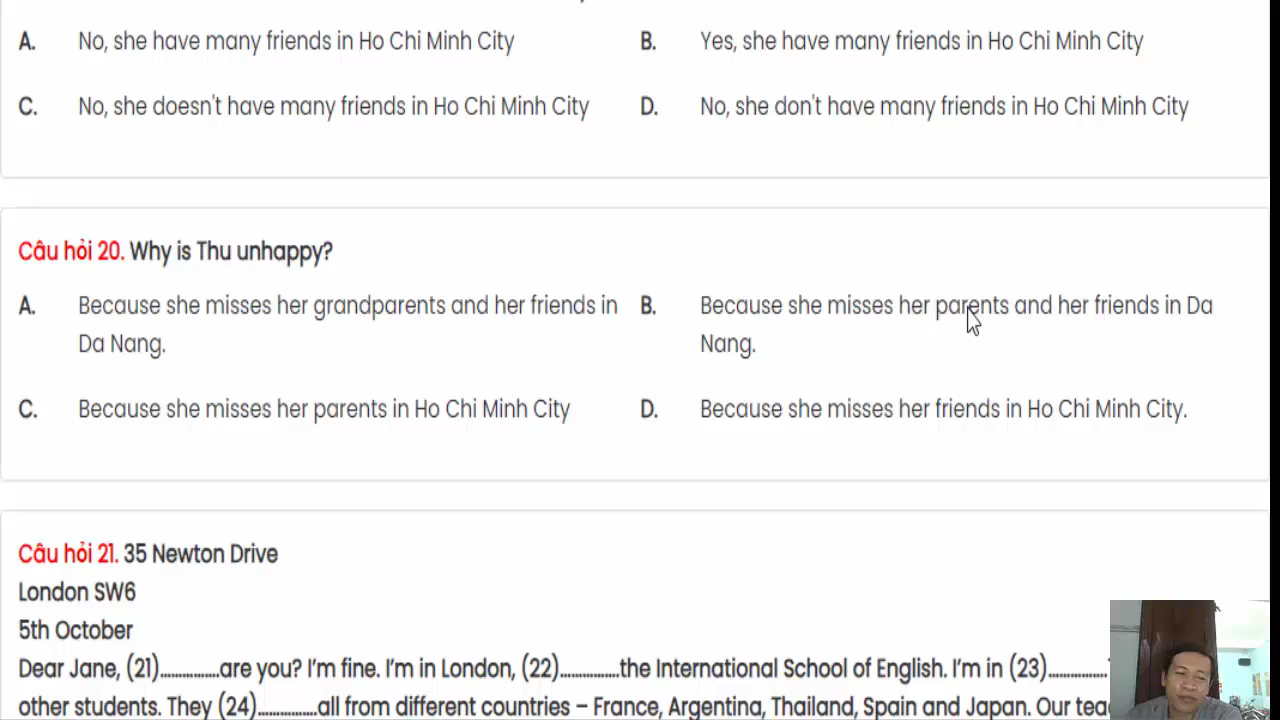 A. No, she have many friends in Ho Chi Minh City B. Yes, she have many friends in Ho Chi Minh City
C. No, she doesn't have many friends in Ho Chi Minh City D. No, she don't have many friends in Ho Chi Minh City
Câu hỏi 20. Why is Thu unhappy?
A. Because she misses her grandparents and her friends in Da Nang.
B. Because she misses her parents and her friends in Da Nang.
C. Because she misses her parents in Ho Chi Minh City D. Because she misses her friends in Ho Chi Minh City.
Câu hỏi 21. 35 Newton Drive
London SW6
5th October
Dear Jane, (21)...............are you? I'm fine. I'm in London, (22)...............the International School of English. I'm in (23)..............
other students. They (24)...............all from different countries – France, Argentina, Thailand, Spain and Japan. Our